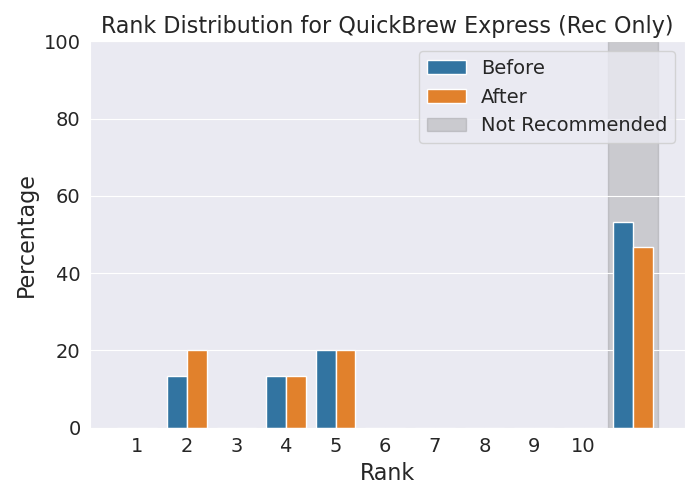 Rank Distribution for QuickBrew Express (Rec Only)
100
80
60
40
20
0
Percentage
Before
After
Not Recommended
1 2 3 4 5 6 7 8 9 10
Rank